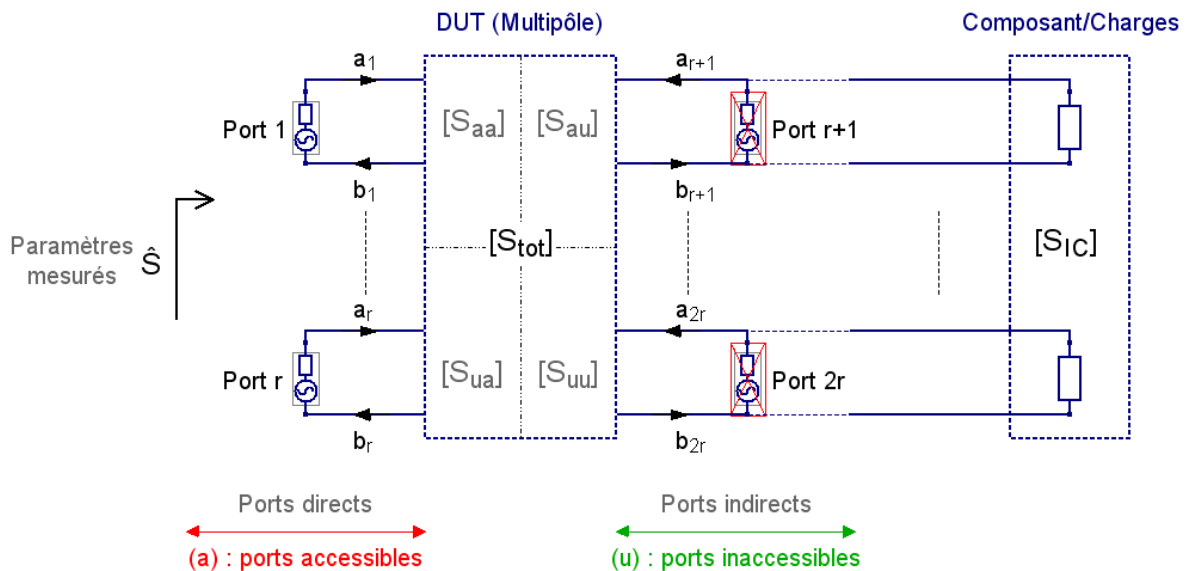 DUT (Multipôle)
Composant/Charges
a1
ar+1
[Saa]
[Sau]
Port 1
Port r+1
b1
br+1
Paramètres
mesurés
Ŝ
[Stot]
[SIC]
ar
a2r
[Sua]
[Suu]
Port r
Port 2r
br
b2r
Ports directs
Ports indirects
(a) : ports accessibles
(u) : ports inaccessibles